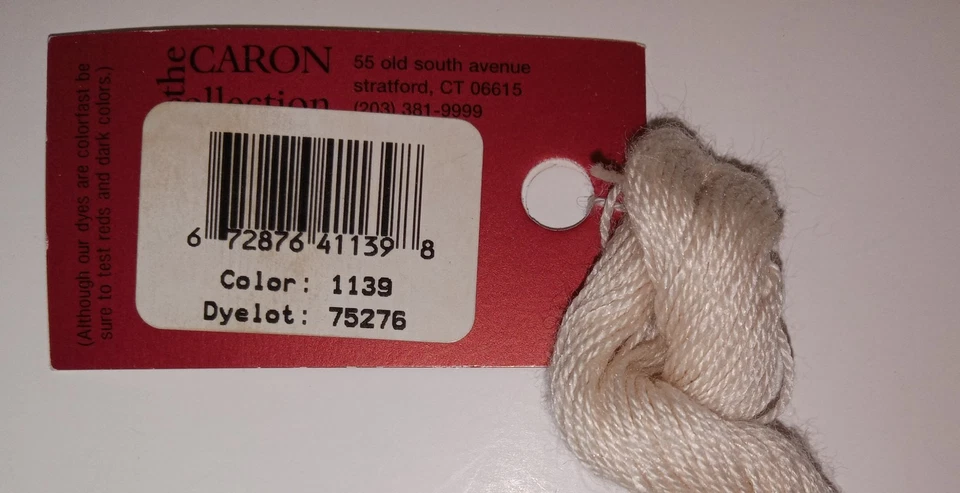 the CARON
collection
55 old south avenue
stratford, CT 06615
(203) 381-9999
(Although our dyes are colorfast be
sure to test reds and dark colors.)
6 72876 41139 8
Color: 1139
Dyelot: 75276